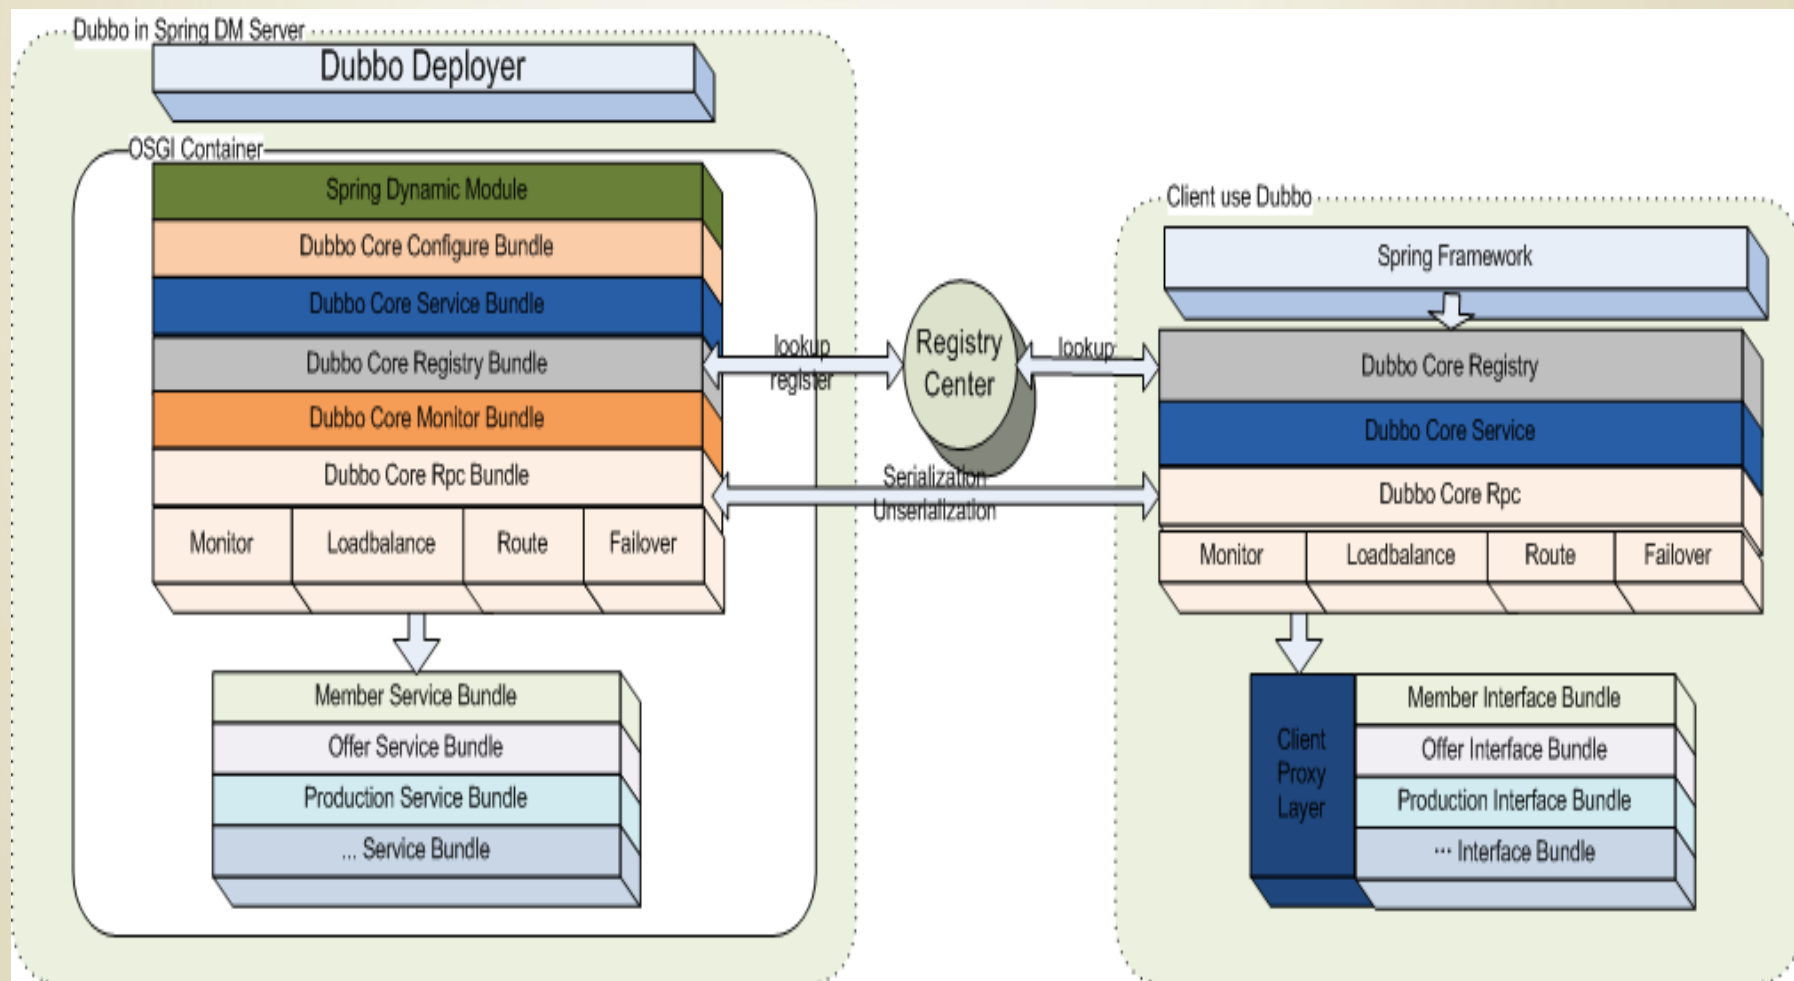 Dubbo in Spring DM Server
Dubbo Deployer
OSGI Container
Spring Dynamic Module
Dubbo Core Configure Bundle
Dubbo Core Service Bundle
Dubbo Core Registry Bundle
Dubbo Core Monitor Bundle
Dubbo Core Rpc Bundle
Monitor
Loadbalance
Route
Failover
Member Service Bundle
Offer Service Bundle
Production Service Bundle
... Service Bundle
lookup
register
Registry
Center
lookup
Serialization
Unserialization
Client use Dubbo
Spring Framework
Dubbo Core Registry
Dubbo Core Service
Dubbo Core Rpc
Monitor
Loadbalance
Route
Failover
Client
Proxy
Layer
Member Interface Bundle
Offer Interface Bundle
Production Interface Bundle
··· Interface Bundle